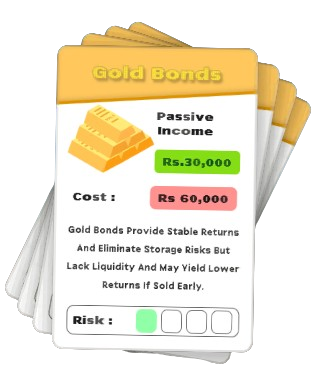 Gold Bonds
Passive
Income
Rs.30,000
Cost : Rs 60,000
Gold Bonds Provide Stable Returns
And Eliminate Storage Risks But
Lack Liquidity And May Yield Lower
Returns If Sold Early.
Risk :